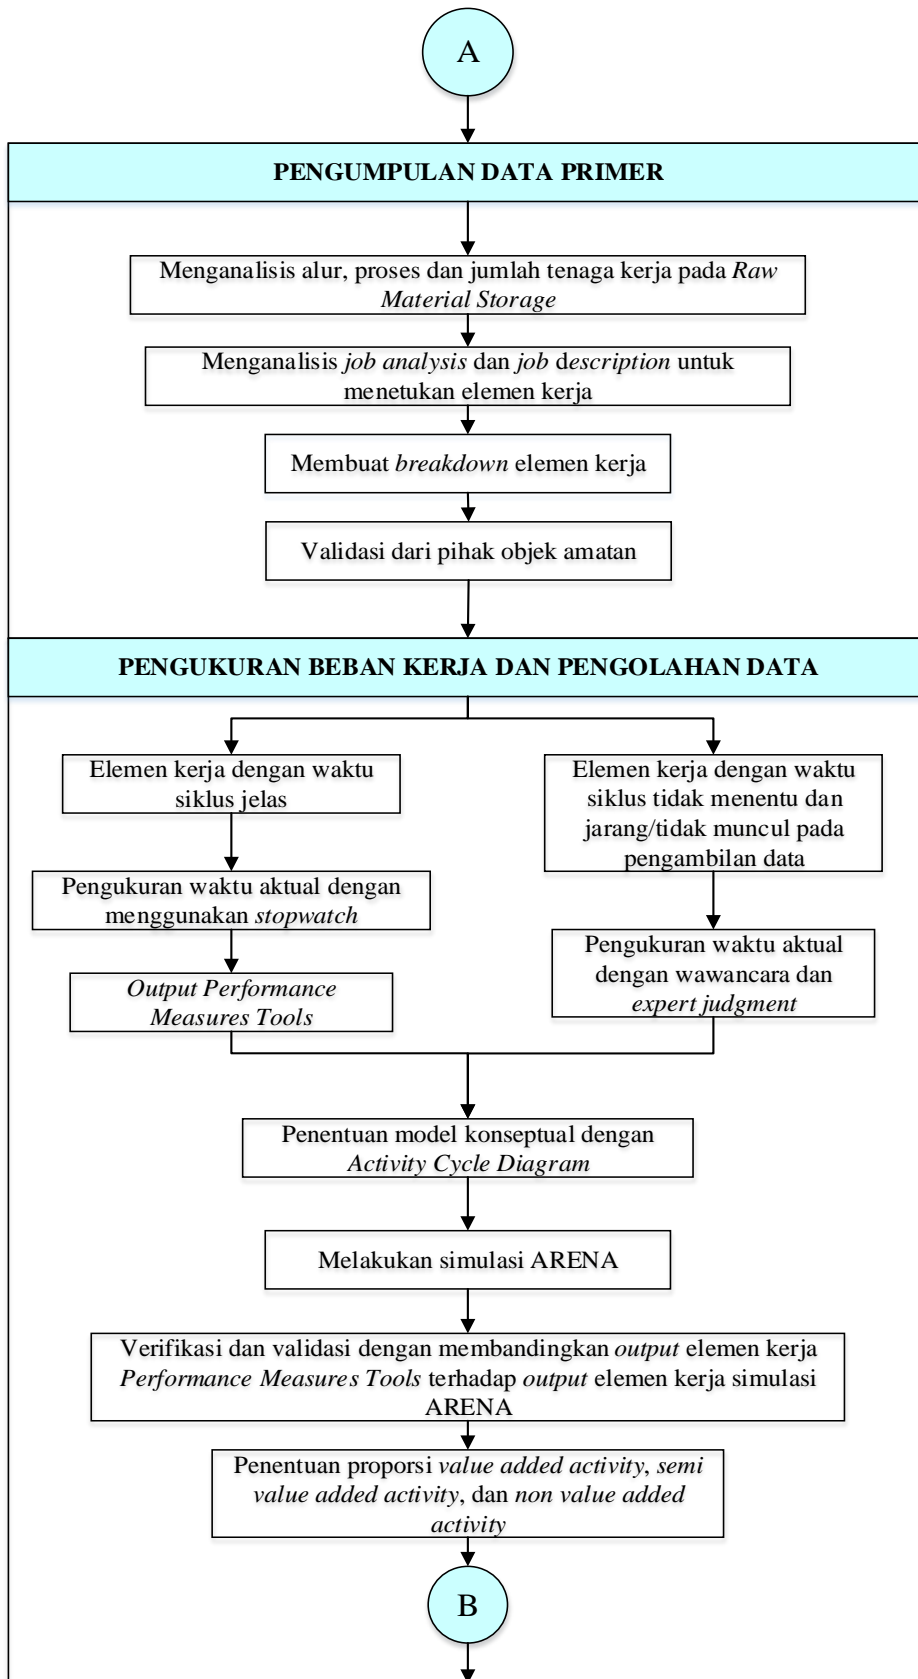 A
PENGUMPULAN DATA PRIMER
Menganalisis alur, proses dan jumlah tenaga kerja pada Raw
Material Storage
Menganalisis job analysis dan job description untuk
menetukan elemen kerja
Membuat breakdown elemen kerja
Validasi dari pihak objek amatan
PENGUKURAN BEBAN KERJA DAN PENGOLAHAN DATA
Elemen kerja dengan waktu
siklus jelas
Pengukuran waktu aktual dengan
menggunakan stopwatch
Output Performance
Measures Tools
Elemen kerja dengan waktu
siklus tidak menentu dan
jarang/tidak muncul pada
pengambilan data
Pengukuran waktu aktual
dengan wawancara dan
expert judgment
Penentuan model konseptual dengan
Activity Cycle Diagram
Melakukan simulasi ARENA
Verifikasi dan validasi dengan membandingkan output elemen kerja
Performance Measures Tools terhadap output elemen kerja simulasi
ARENA
Penentuan proporsi value added activity, semi
value added activity, dan non value added
activity
B